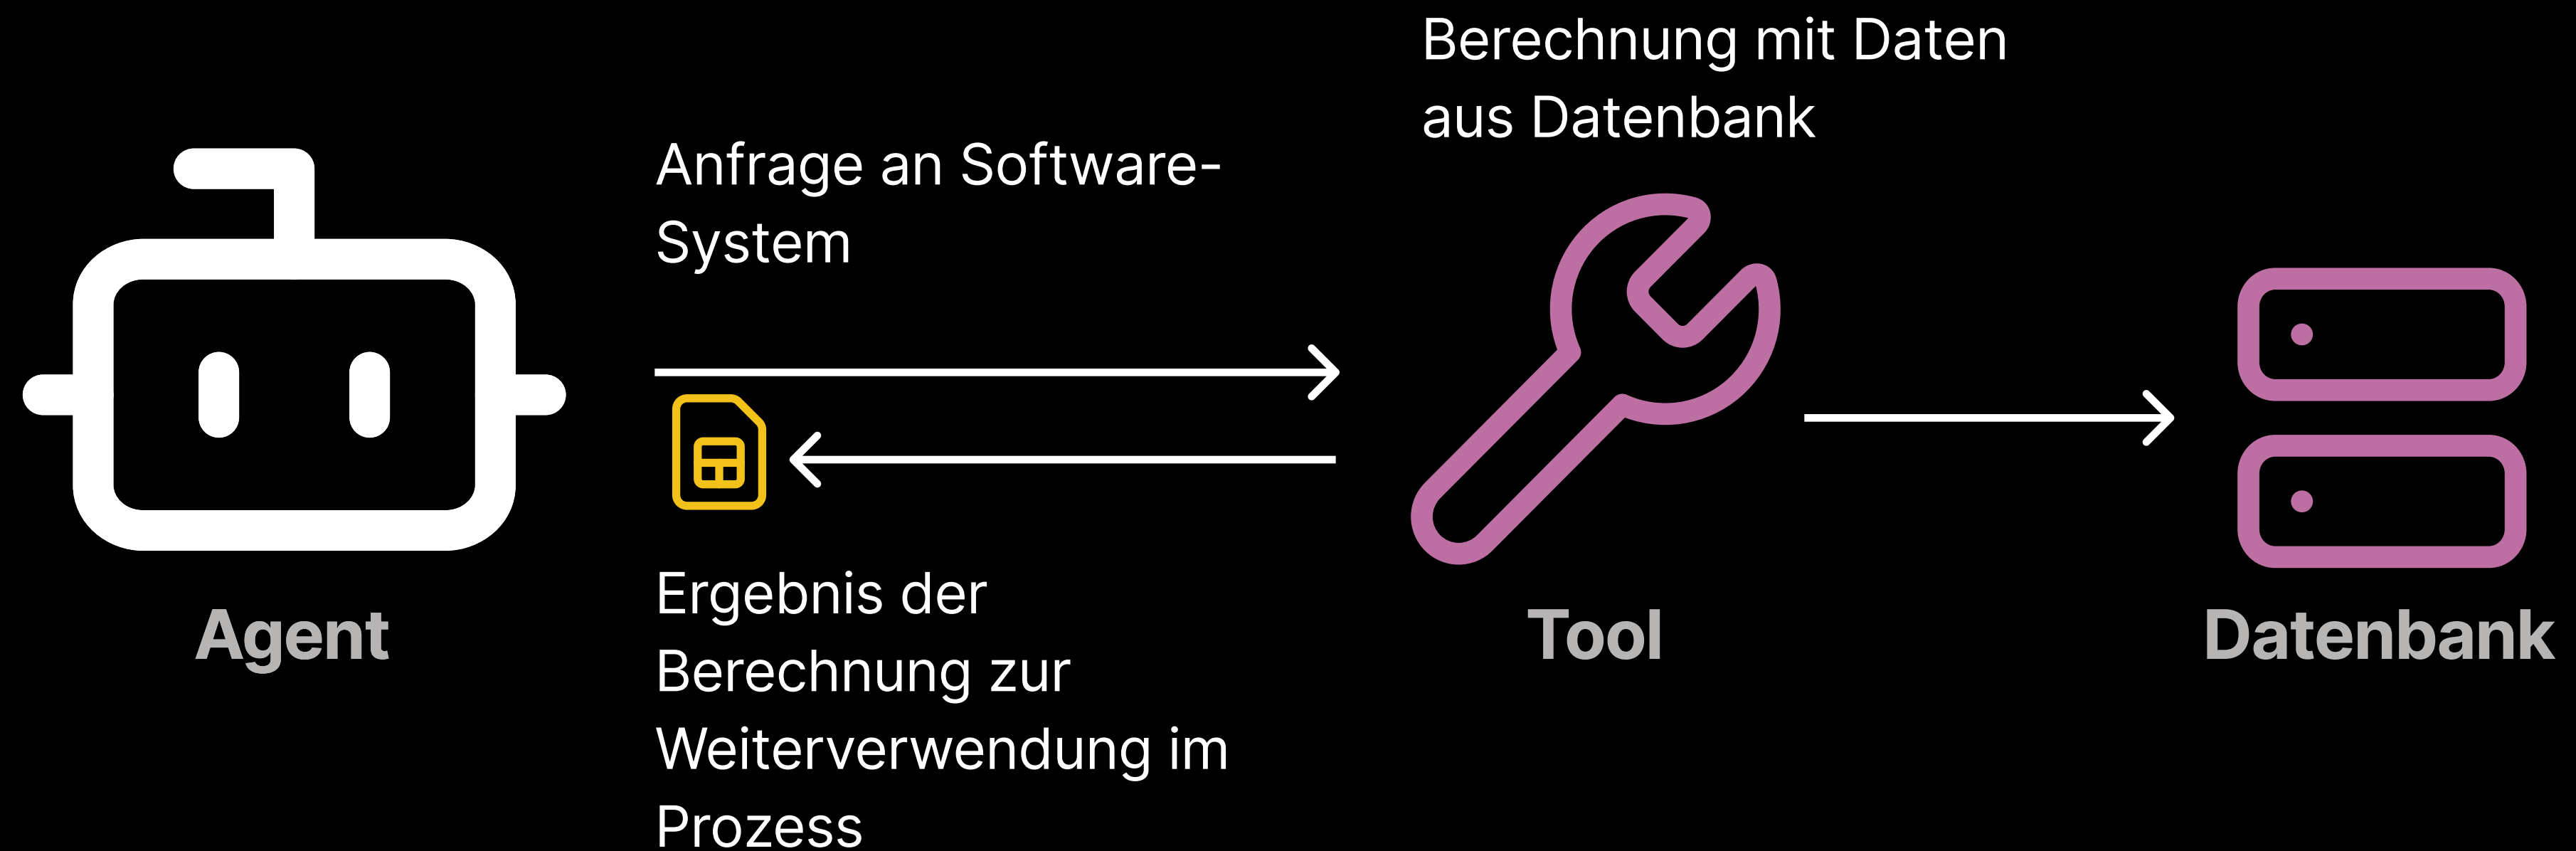 Berechnung mit Daten
aus Datenbank
Anfrage an Software-
System
Ergebnis der
Berechnung zur
Weiterverwendung im
Prozess
Agent
Tool
Datenbank